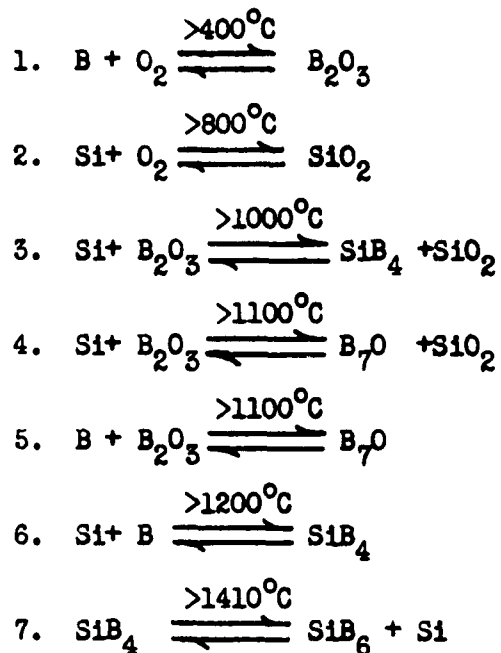 >400°C
1. B + O₂ ⇌ B₂O₃
>800°C
2. Si+ O₂ ⇌ SiO₂
>1000°C
3. Si+ B₂O₃ ⇌ SiB₄ +SiO₂
>1100°C
4. Si+ B₂O₃ ⇌ B₇O +SiO₂
>1100°C
5. B + B₂O₃ ⇌ B₇O
>1200°C
6. Si+ B ⇌ SiB₄
>1410°C
7. SiB₄ ⇌ SiB₆ + Si